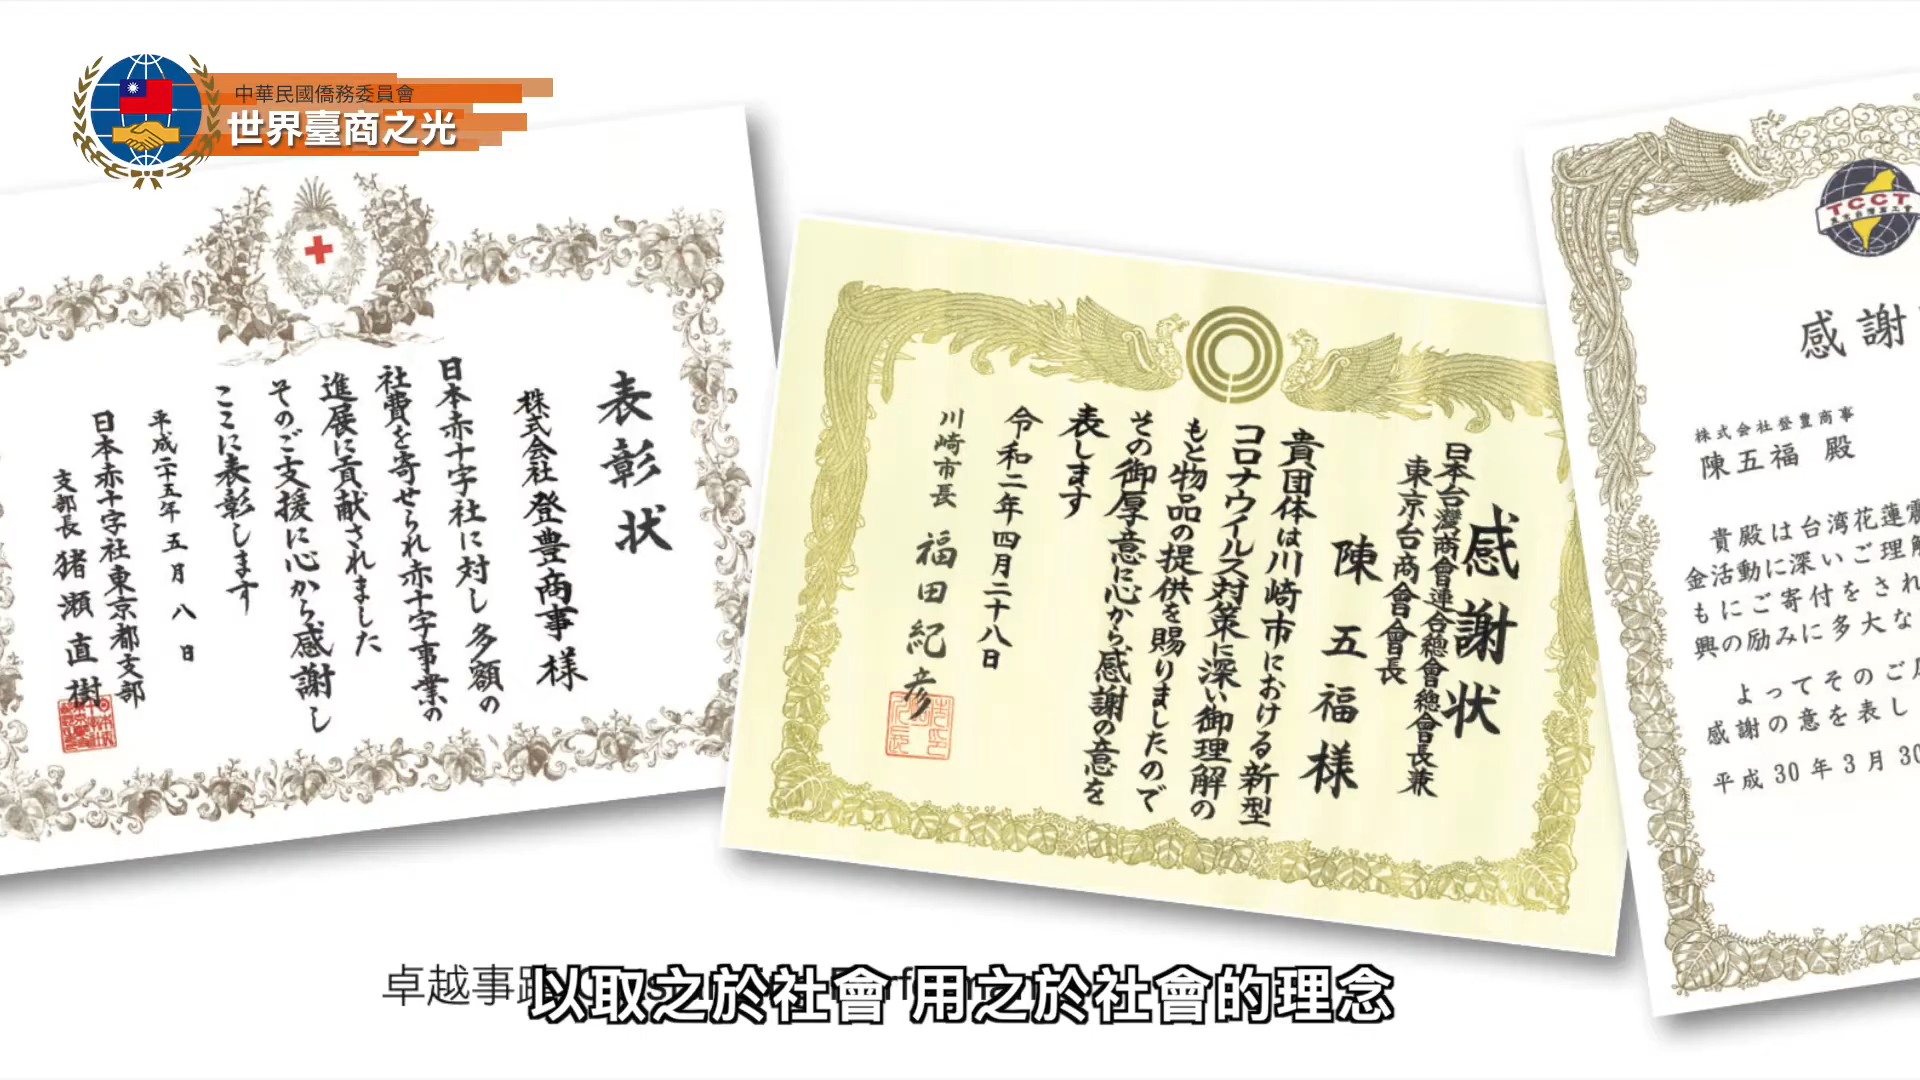 中華民國僑務委員會
世界臺商之光
表彰状
株式会社 登豊商事 様
日本赤十字社に対し多額の
社費を寄せられ赤十字事業の
進展に貢献されました
そのご支援に心から感謝し
ここに表彰します
平成二十五年 五月 八日
日本赤十字社東京都支部
支部長 猪瀬直樹
感謝状
日本台灣商會連合總會總會長兼
東京台商會會長
陳五福様
貴団体は川崎市における新型
コロナウイルス対策に深い御理解の
もと物品の提供を賜りましたので
その御厚意に心から感謝の意を
表します
令和二年四月二十八日
川崎市長 福田紀彦
TCCT
感謝
株式会社登豊商事
陳五福 殿
貴殿は台湾花蓮震
金活動に深いご理解
もにご寄付をされ
興の励みに多大な
よってそのご
感謝の意を表し
平成30年3月30
卓越事蹟
以取之於社會 用之於社會的理念